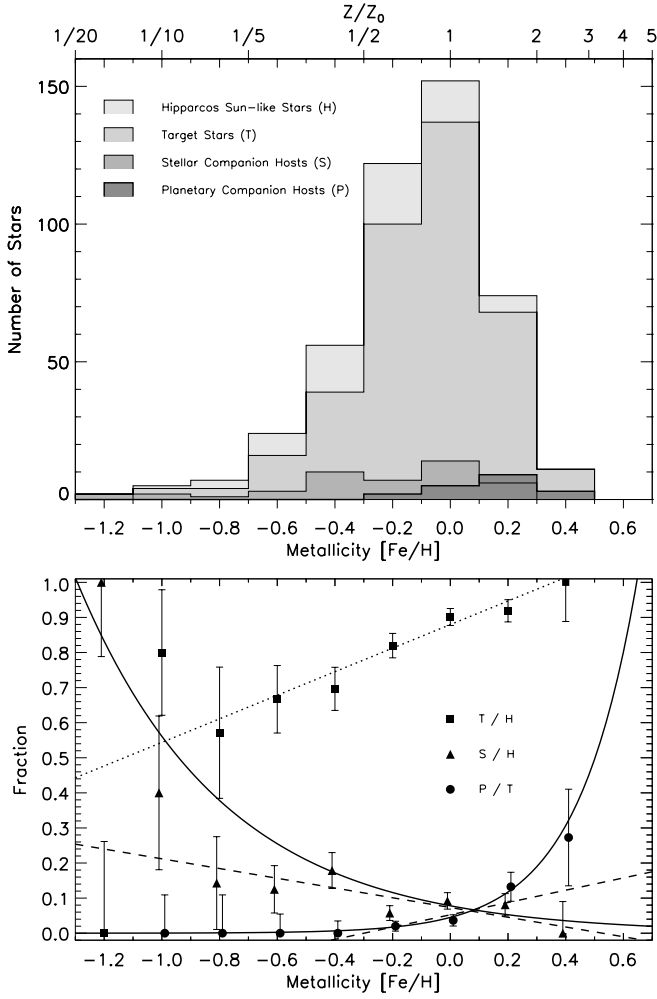 Z/Z₀
1/20 1/10 1/5 1/2 1 2 3 4 5
150
Hipparcos Sun-like Stars (H)
Target Stars (T)
Stellar Companion Hosts (S)
Planetary Companion Hosts (P)
100
50
0
Number of Stars
-1.2 -1.0 -0.8 -0.6 -0.4 -0.2 0.0 0.2 0.4 0.6
Metallicity [Fe/H]
1.0
0.9
0.8
0.7
0.6
0.5
0.4
0.3
0.2
0.1
0.0
Fraction
T / H
S / H
P / T
-1.2 -1.0 -0.8 -0.6 -0.4 -0.2 0.0 0.2 0.4 0.6
Metallicity [Fe/H]